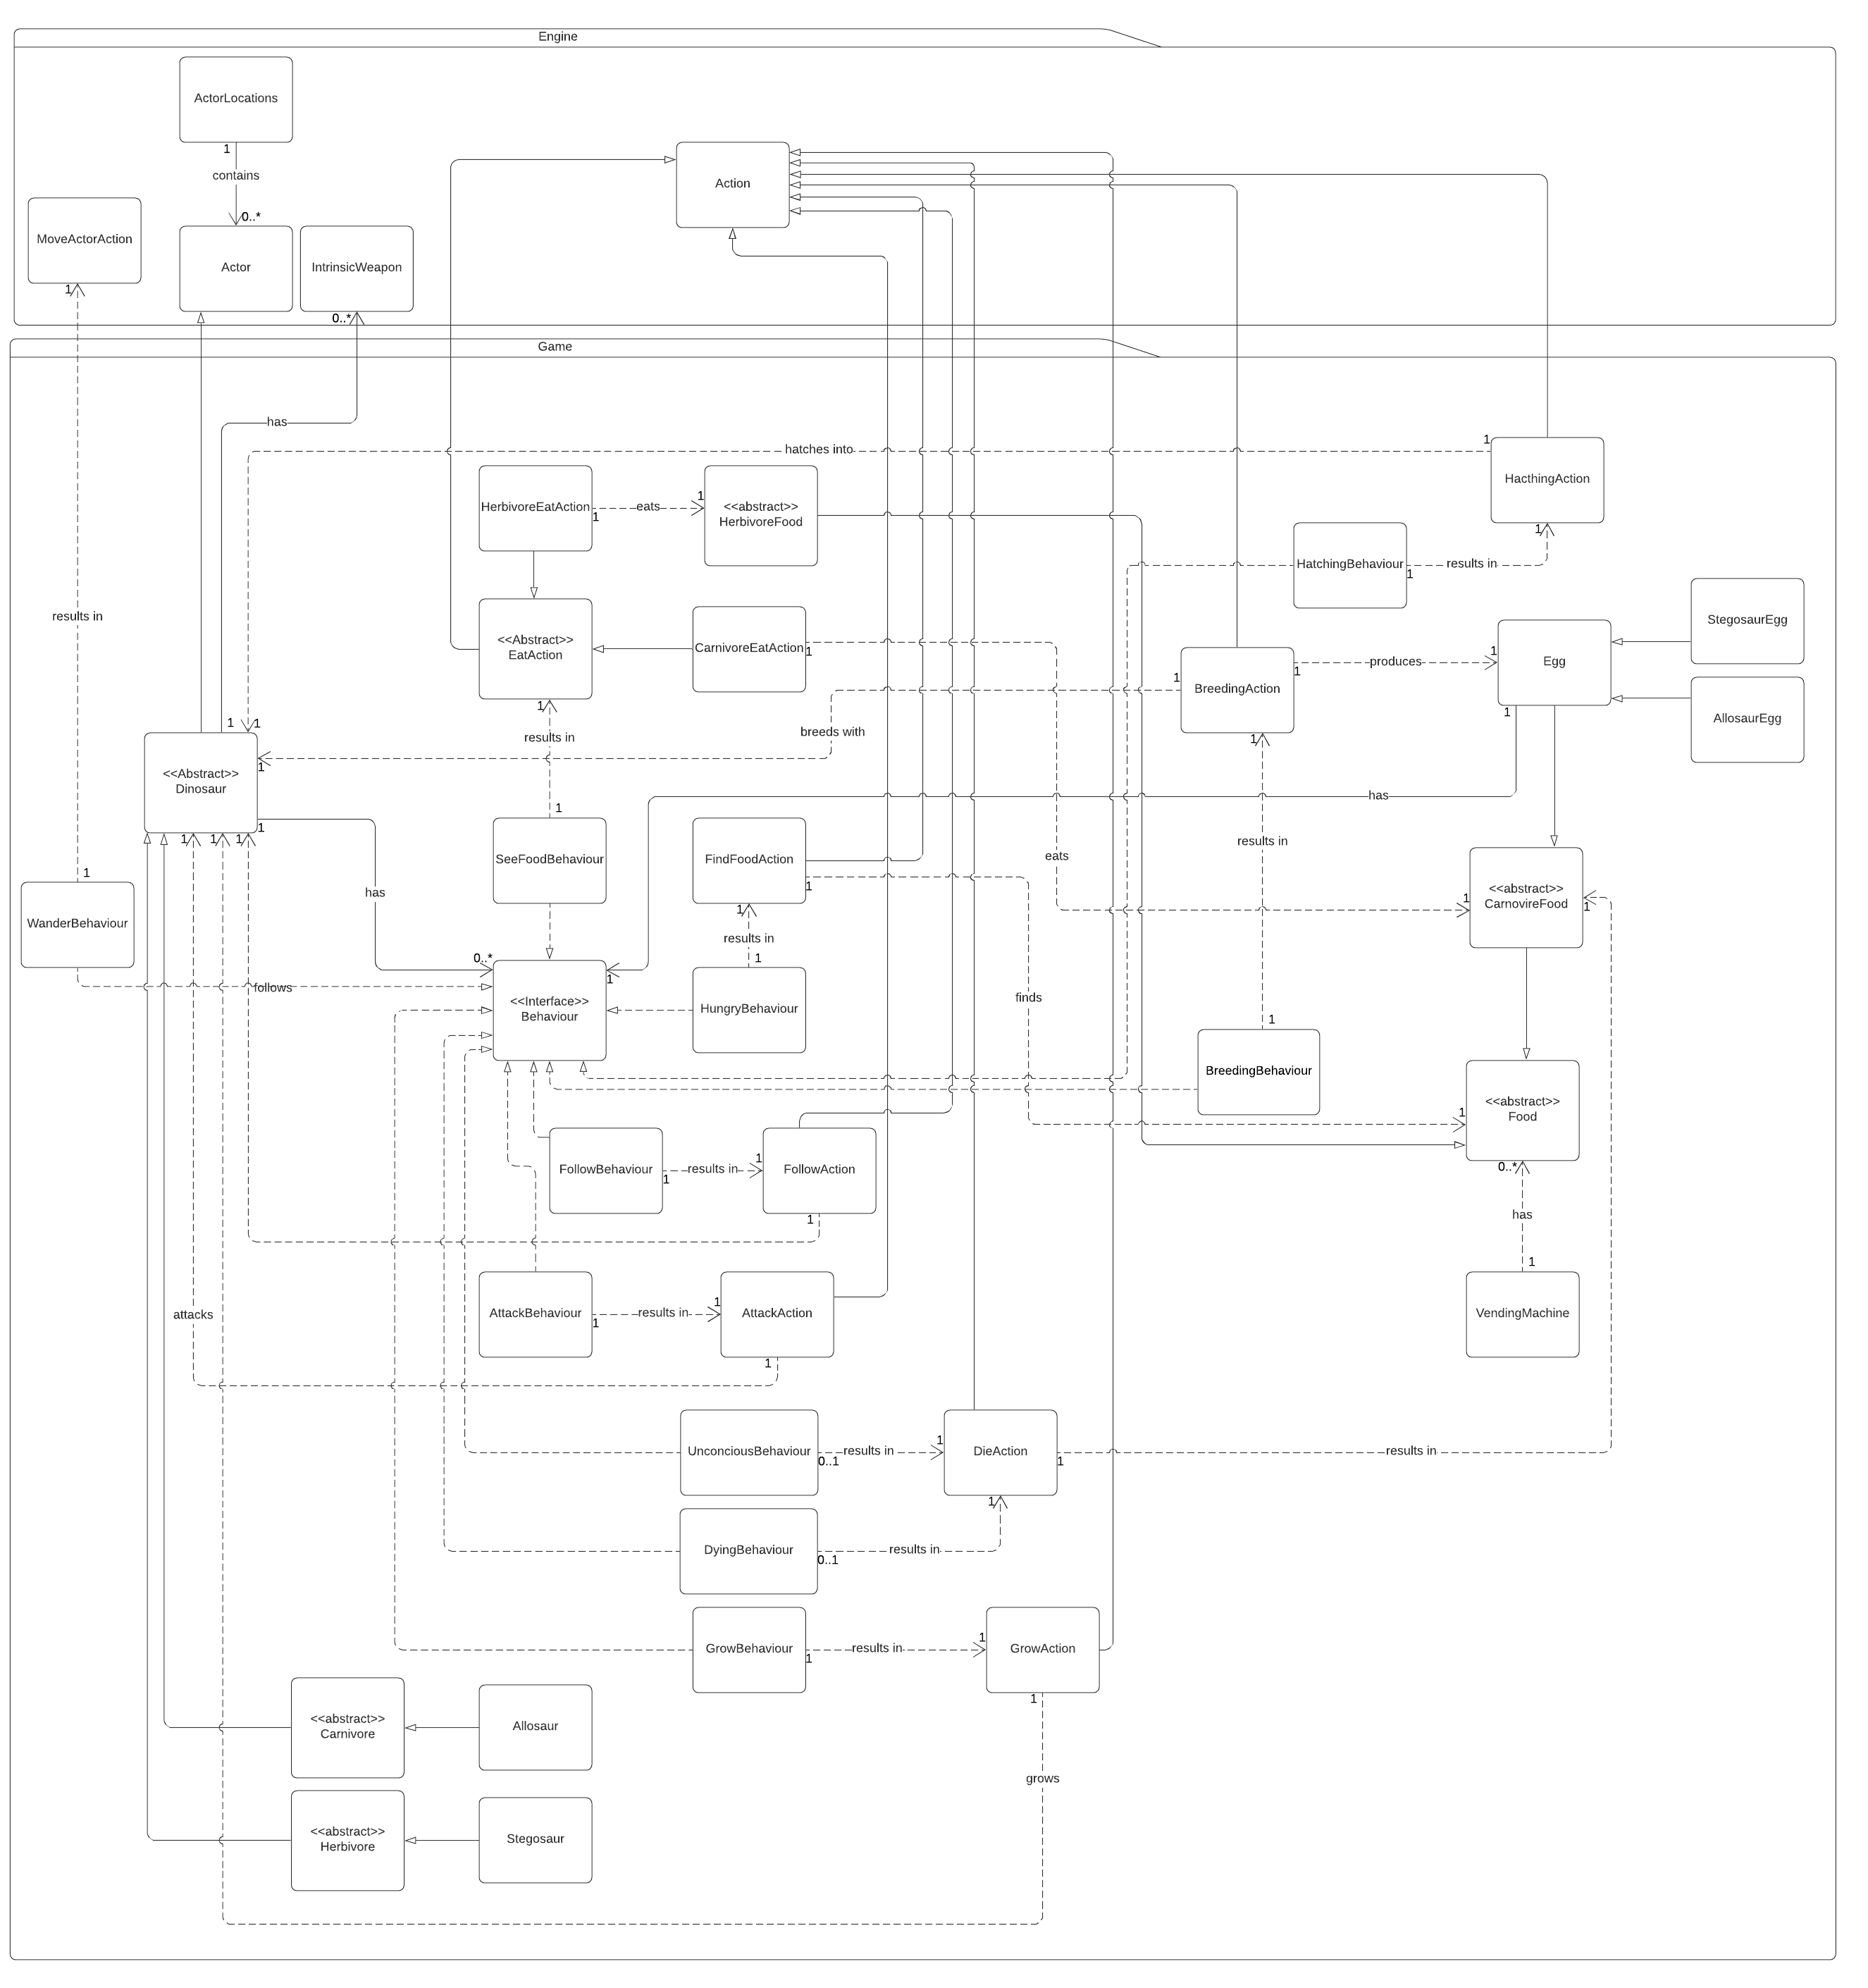 Engine
ActorLocations
1
contains
0..*
Action
MoveActorAction
Actor
IntrinsicWeapon
1
0..*
Game
has
hatches into
1
HacthingAction
HerbivoreEatAction
1
eats
1
<<abstract>>
HerbivoreFood
1
HatchingBehaviour
1
results in
results in
<<Abstract>>
EatAction
CarnivoreEatAction
1
StegosaurEgg
1
produces
1
Egg
BreedingAction
1
1
AllosaurEgg
1
1
1
results in
breeds with
1
<<Abstract>>
Dinosaur
1
1
1
1
1
has
1
SeeFoodBehaviour
FindFoodAction
1
results in
eats
1
1
WanderBehaviour
has
1
results in
1
<<abstract>>
CarnovireFood
1
0..*
1
follows
finds
<<Interface>>
Behaviour
HungryBehaviour
1
BreedingBehaviour
<<abstract>>
Food
1
0..*
FollowBehaviour
1
results in
1
FollowAction
1
has
1
attacks
AttackBehaviour
1
results in
1
AttackAction
1
VendingMachine
UnconciousBehaviour
0..1
results in
1
DieAction
1
results in
1
DyingBehaviour
0..1
results in
GrowBehaviour
1
results in
1
GrowAction
1
<<abstract>>
Carnivore
Allosaur
grows
<<abstract>>
Herbivore
Stegosaur